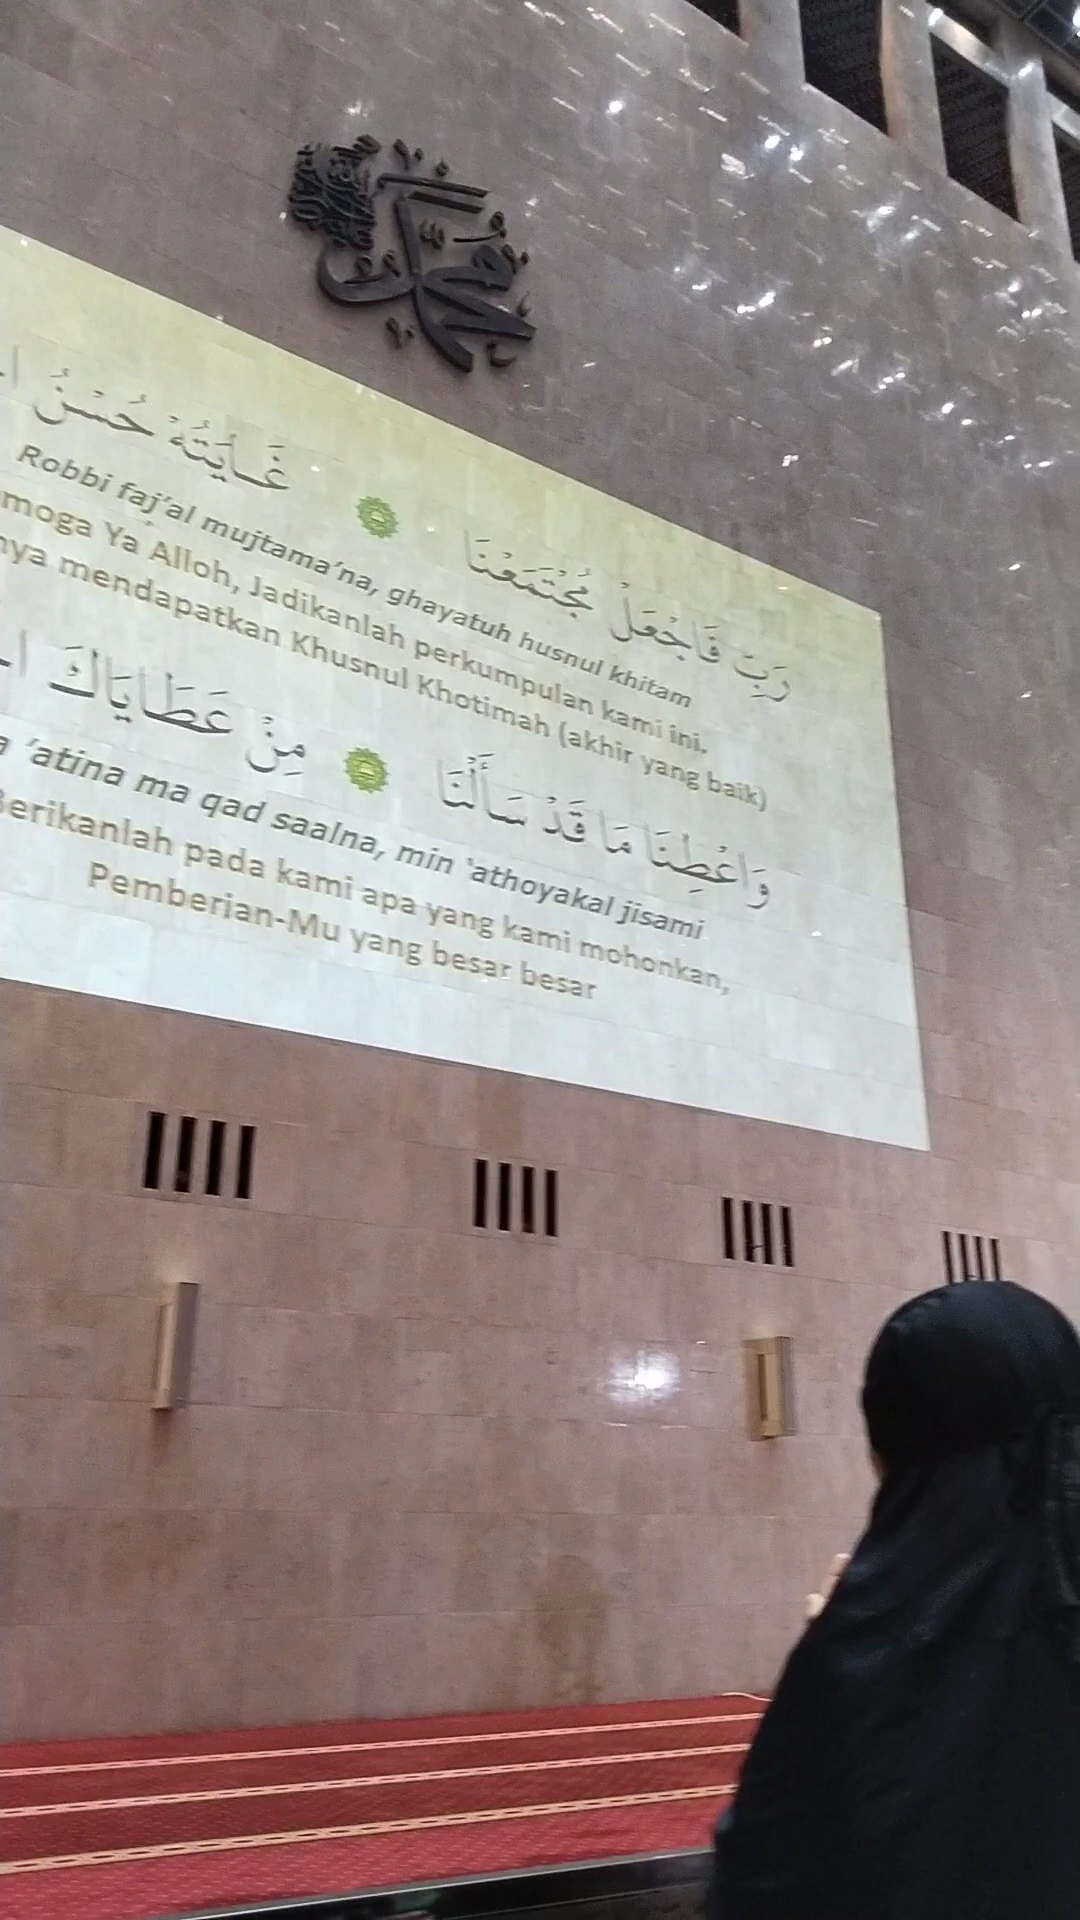 محمد
رَبِّ فَاجْعَلْ مُجْتَمَعْنَا غَايَتُهْ حُسْنُ
Robbi faj'al mujtama'na, ghayatuh husnul khitam
moga Ya Alloh, Jadikanlah perkumpulan kami ini,
nya mendapatkan Khusnul Khotimah (akhir yang baik)
وَاعْطِنَا مَا قَدْ سَأَلْنَا مِنْ عَطَايَاكَ
a 'atina ma qad saalna, min 'athoyakal jisami
Berikanlah pada kami apa yang kami mohonkan,
Pemberian-Mu yang besar besar